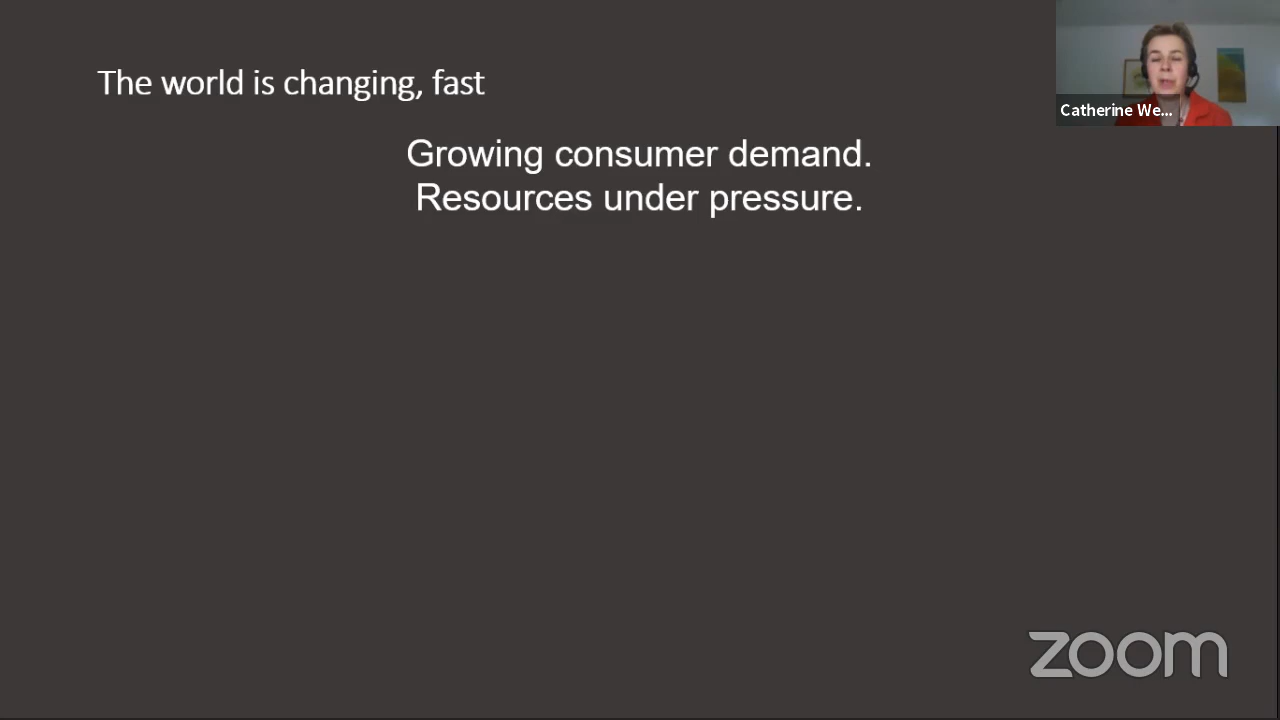 The world is changing, fast
Catherine We...
Growing consumer demand.
Resources under pressure.
zoom